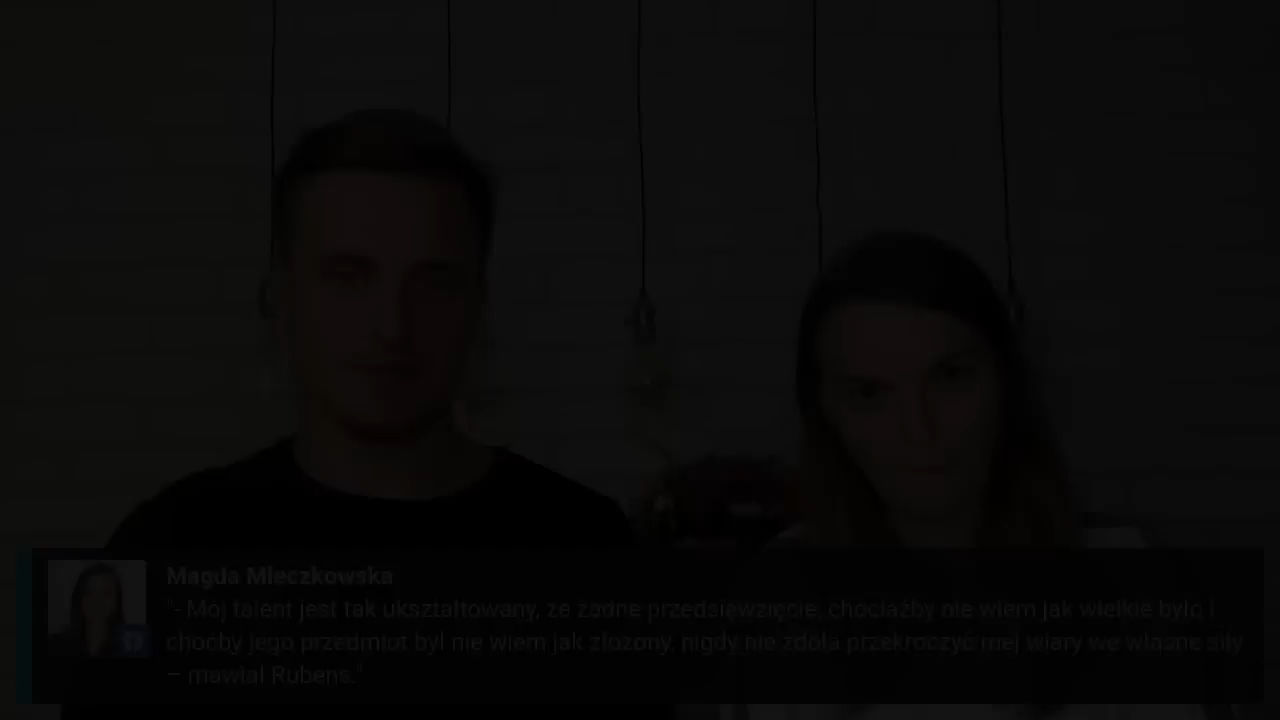 Magda Mleczkowska
"- Mój talent jest tak ukształtowany, że żadne przedsięwzięcie, chociażby nie wiem jak wielkie było i
choćby jego przedmiot był nie wiem jak złożony, nigdy nie zdoła przekroczyć mej wiary we własne siły
– mawiał Rubens."